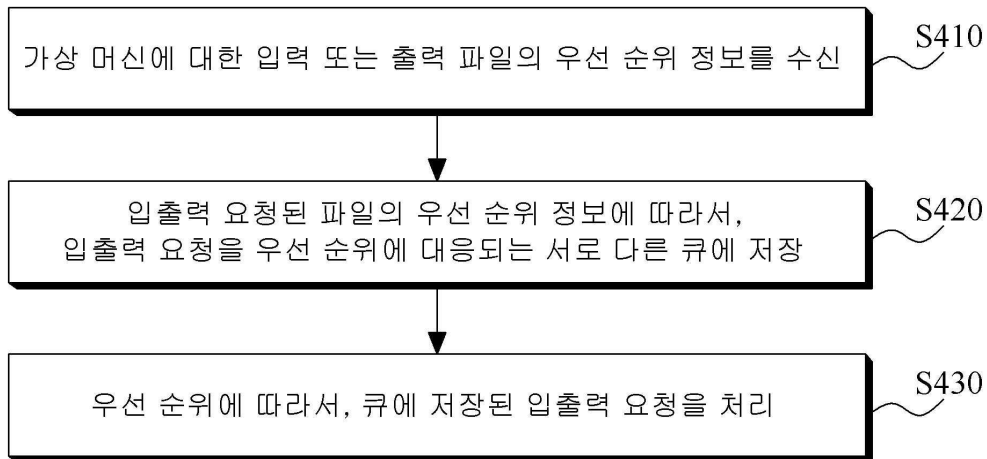 가상 머신에 대한 입력 또는 출력 파일의 우선 순위 정보를 수신
S410
입출력 요청된 파일의 우선 순위 정보에 따라서,
입출력 요청을 우선 순위에 대응되는 서로 다른 큐에 저장
S420
우선 순위에 따라서, 큐에 저장된 입출력 요청을 처리
S430